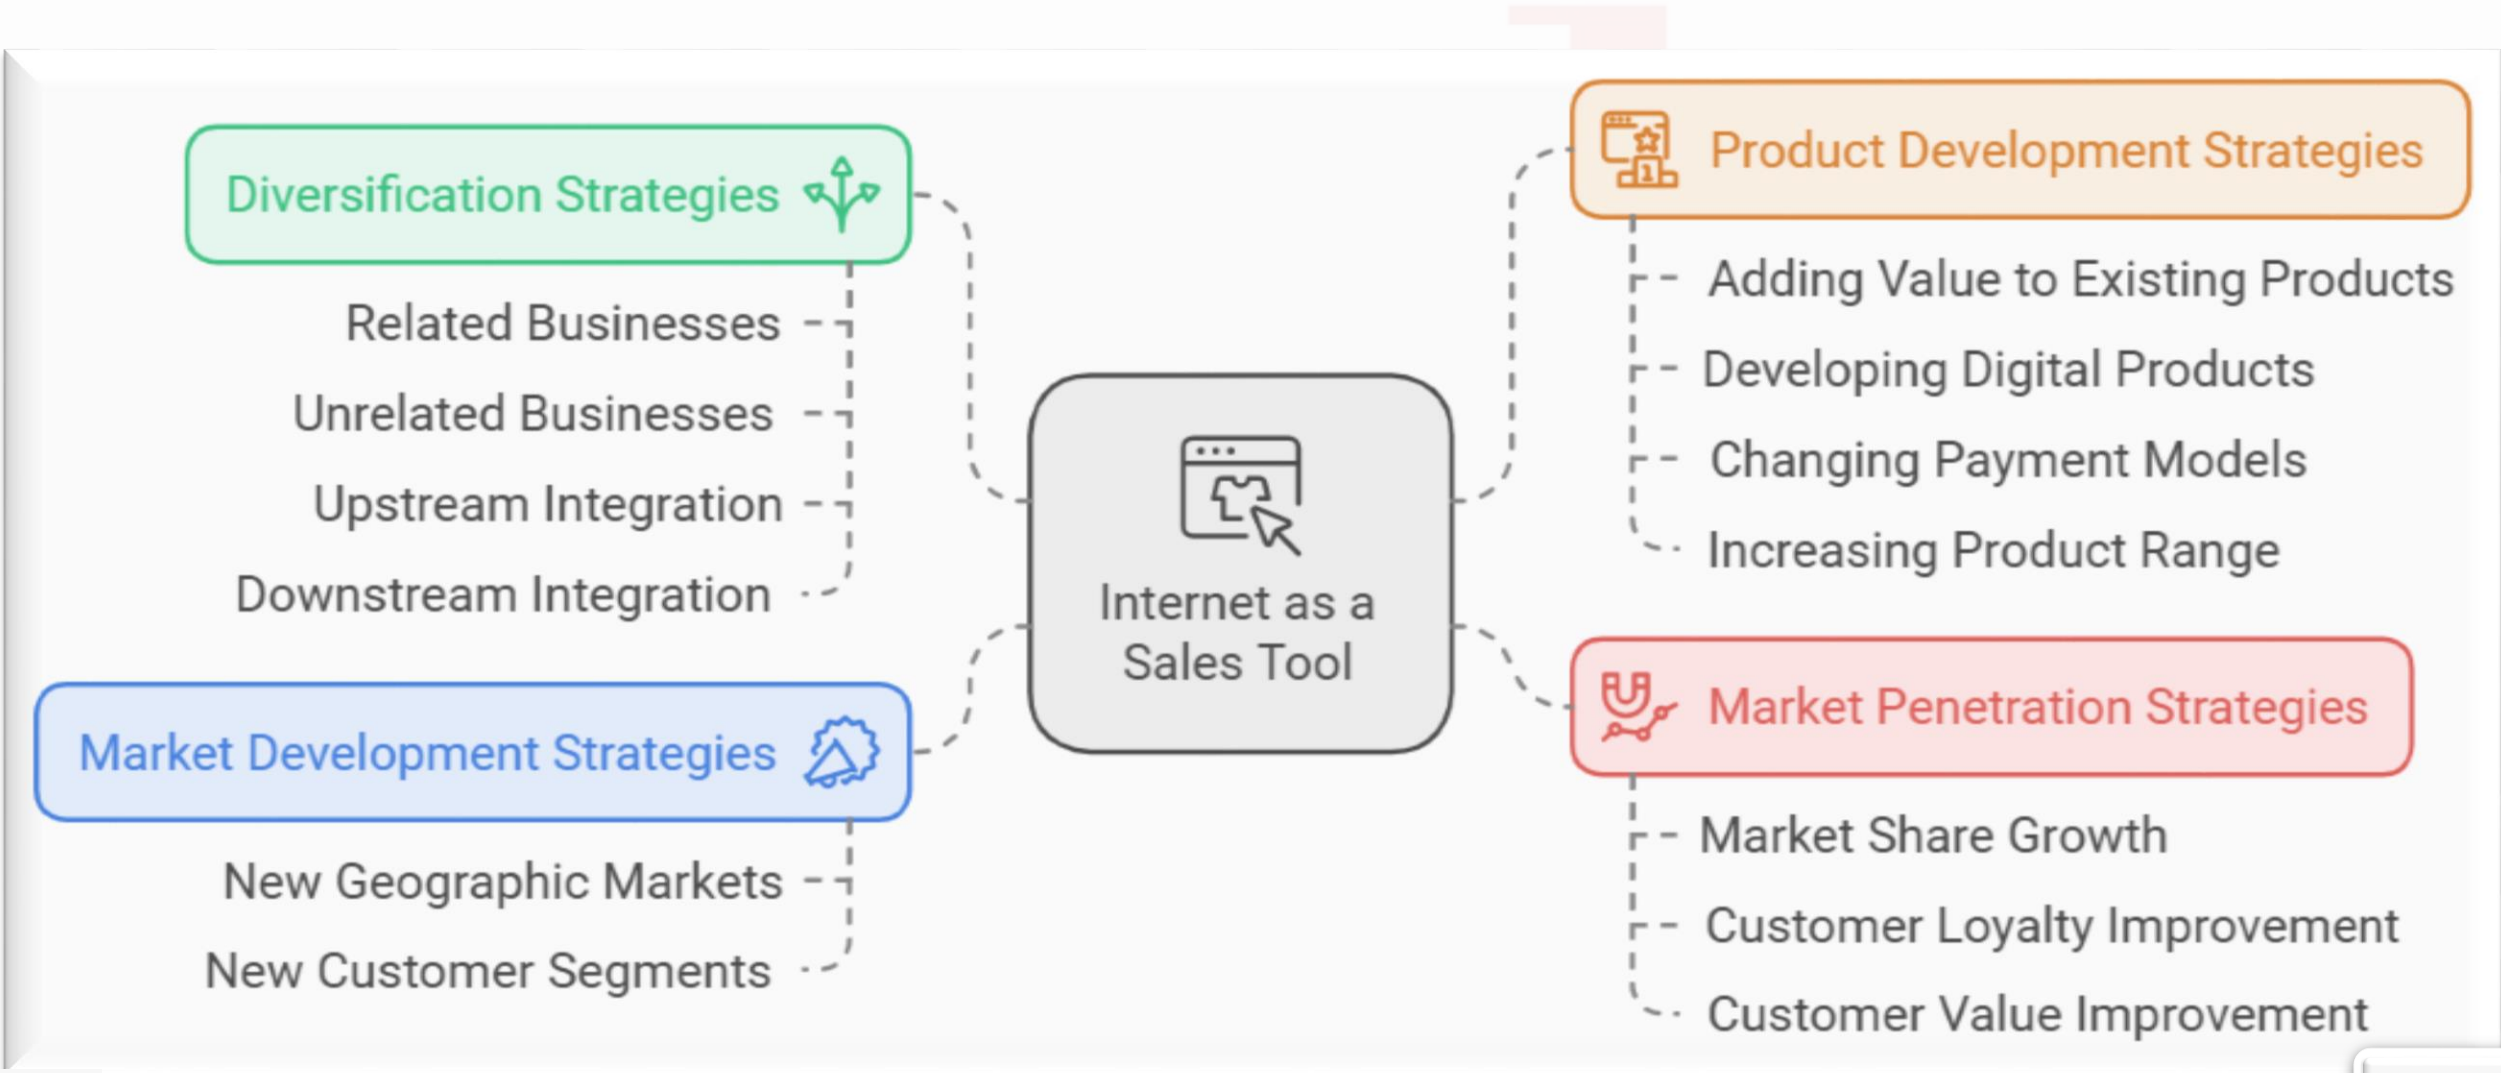 Diversification Strategies
Related Businesses
Unrelated Businesses
Upstream Integration
Downstream Integration
Market Development Strategies
New Geographic Markets
New Customer Segments
Internet as a
Sales Tool
Product Development Strategies
Adding Value to Existing Products
Developing Digital Products
Changing Payment Models
Increasing Product Range
Market Penetration Strategies
Market Share Growth
Customer Loyalty Improvement
Customer Value Improvement